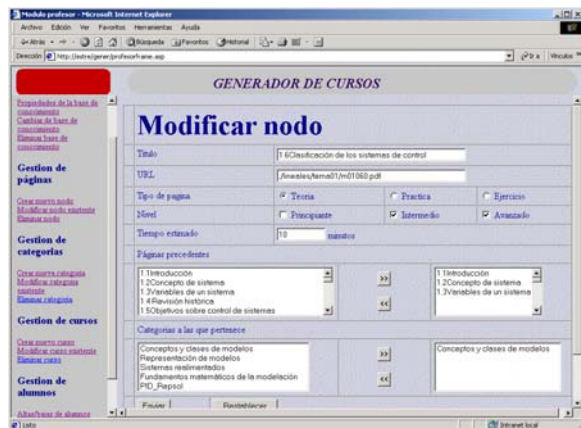 Modulo profesor - Microsoft Internet Explorer
Archivo Edición Ver Favoritos Herramientas Ayuda
Atrás Búsqueda Favoritos Historial
Dirección http://estre/gener/profesorframe.asp Ir a Vínculos
GENERADOR DE CURSOS
Propiedades de la base de
conocimiento
Cambiar de base de
conocimiento
Eliminar base de
conocimiento
Gestion de
páginas
Crear nuevo nodo
Modificar nodo existente
Eliminar nodo
Gestion de
categorias
Crear nueva categoria
Modificar categoria
existente
Eliminar categoria
Gestion de cursos
Crear nuevo curso
Modificar curso existente
Eliminar curso
Gestion de
alumnos
Altas/bajas de alumnos
Modificar nodo
Titulo 1.6Clasificación de los sistemas de control
URL ./lineales/tema01/m01060.pdf
Tipo de pagina Teoria Practica Ejercicio
Nivel Principiante Intermedio Avanzado
Tiempo estimado 10 minutos
Páginas precedentes
1.1Introducción
1.2Concepto de sistema
1.3Variables de un sistema
1.4Revisión histórica
1.5Objetivos sobre control de sistemas
>>
<<
1.1Introducción
1.2Concepto de sistema
1.3Variables de un sistema
Categorias a las que pertenece
Conceptos y clases de modelos
Representación de modelos
Sistemas realimentados
Fundamentos matemáticos de la modelación
PID_Repsol
>>
<<
Conceptos y clases de modelos
Enviar Restablecer
Listo Intranet local